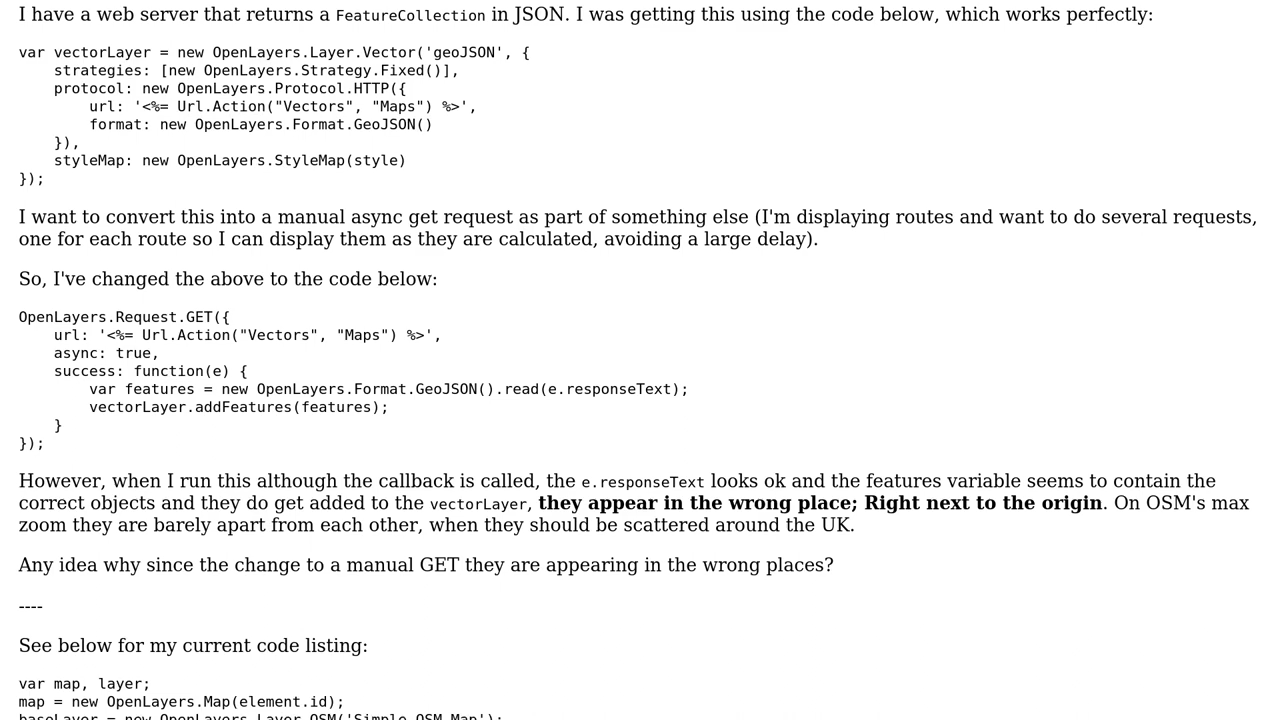 I have a web server that returns a FeatureCollection in JSON. I was getting this using the code below, which works perfectly:
var vectorLayer = new OpenLayers.Layer.Vector('geoJSON', {
    strategies: [new OpenLayers.Strategy.Fixed()],
    protocol: new OpenLayers.Protocol.HTTP({
        url: '<%= Url.Action("Vectors", "Maps") %>',
        format: new OpenLayers.Format.GeoJSON()
    }),
    styleMap: new OpenLayers.StyleMap(style)
});
I want to convert this into a manual async get request as part of something else (I'm displaying routes and want to do several requests,
one for each route so I can display them as they are calculated, avoiding a large delay).
So, I've changed the above to the code below:
OpenLayers.Request.GET({
    url: '<%= Url.Action("Vectors", "Maps") %>',
    async: true,
    success: function(e) {
        var features = new OpenLayers.Format.GeoJSON().read(e.responseText);
        vectorLayer.addFeatures(features);
    }
});
However, when I run this although the callback is called, the e.responseText looks ok and the features variable seems to contain the
correct objects and they do get added to the vectorLayer, they appear in the wrong place; Right next to the origin. On OSM's max
zoom they are barely apart from each other, when they should be scattered around the UK.
Any idea why since the change to a manual GET they are appearing in the wrong places?
----
See below for my current code listing:
var map, layer;
map = new OpenLayers.Map(element.id);
baseLayer = new OpenLayers.Layer.OSM('Simple OSM Map');